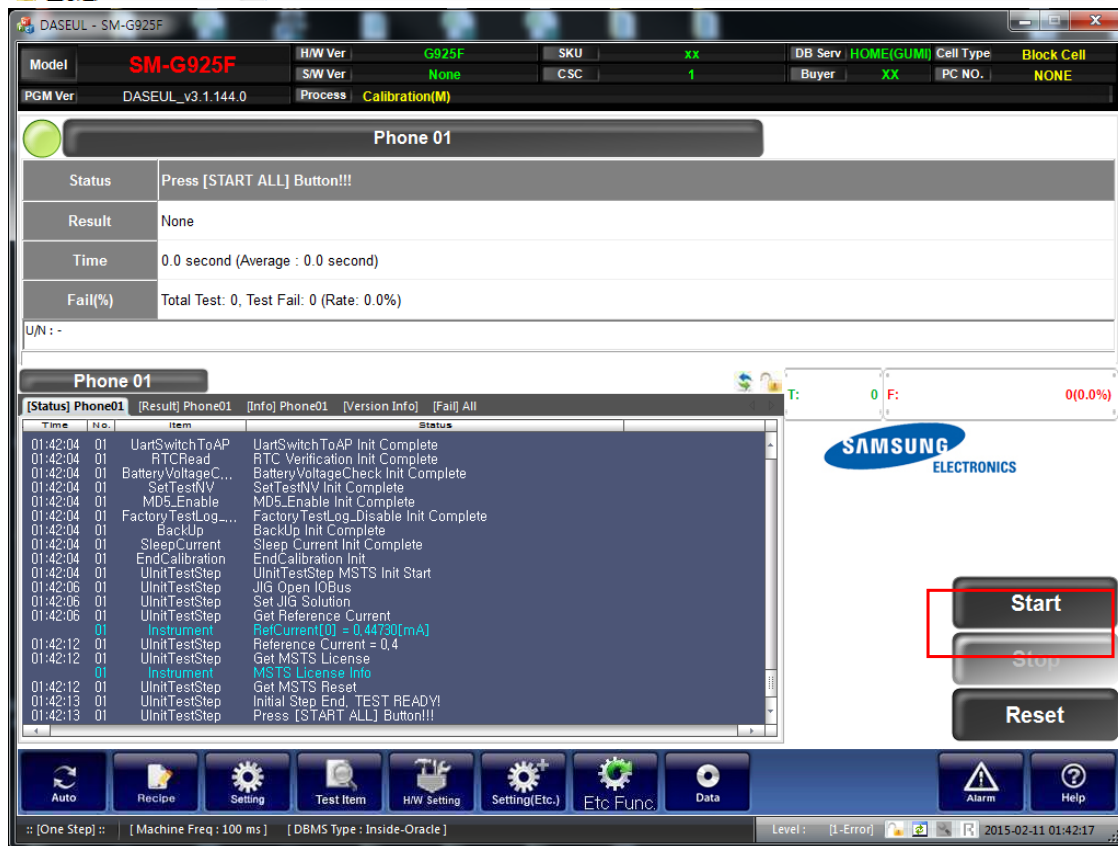 DASEUL - SM-G925F
Model SM-G925F H/W Ver G925F SKU xx DB Serv HOME(GUMI) Cell Type Block Cell
S/W Ver None CSC 1 Buyer XX PC NO. NONE
PGM Ver DASEUL_v3.1.144.0 Process Calibration(M)
Phone 01
Status Press [START ALL] Button!!!
Result None
Time 0.0 second (Average : 0.0 second)
Fail(%) Total Test: 0, Test Fail: 0 (Rate: 0.0%)
U/N : -
Phone 01
T: 0 F: 0(0.0%)
[Status] Phone01 [Result] Phone01 [Info] Phone01 [Version Info] [Fail] All
Time No. Item Status
01:42:04 01 UartSwitchToAP UartSwitchToAP Init Complete
01:42:04 01 RTCRead RTC Verification Init Complete
01:42:04 01 BatteryVoltageC... BatteryVoltageCheck Init Complete
01:42:04 01 SetTestNV SetTestNV Init Complete
01:42:04 01 MD5_Enable MD5_Enable Init Complete
01:42:04 01 FactoryTestLog_... FactoryTestLog_Disable Init Complete
01:42:04 01 BackUp BackUp Init Complete
01:42:04 01 SleepCurrent Sleep Current Init Complete
01:42:04 01 EndCalibration EndCalibration Init
01:42:04 01 UInitTestStep UInitTestStep MSTS Init Start
01:42:06 01 UInitTestStep JIG Open IOBus
01:42:06 01 UInitTestStep Set JIG Solution
01:42:06 01 UInitTestStep Get Reference Current
01 Instrument RefCurrent[0] = 0,44730[mA]
01:42:12 01 UInitTestStep Reference Current = 0,4
01:42:12 01 UInitTestStep Get MSTS License
01 Instrument MSTS License Info
01:42:12 01 UInitTestStep Get MSTS Reset
01:42:13 01 UInitTestStep Initial Step End, TEST READY!
01:42:13 01 UInitTestStep Press [START ALL] Button!!!
SAMSUNG
ELECTRONICS
Start
Stop
Reset
Auto Recipe Setting Test Item H/W Setting Setting(Etc.) Etc Func. Data Alarm Help
:: [One Step] :: [ Machine Freq : 100 ms ] [ DBMS Type : Inside-Oracle ] Level : [1-Error] R 2015-02-11 01:42:17